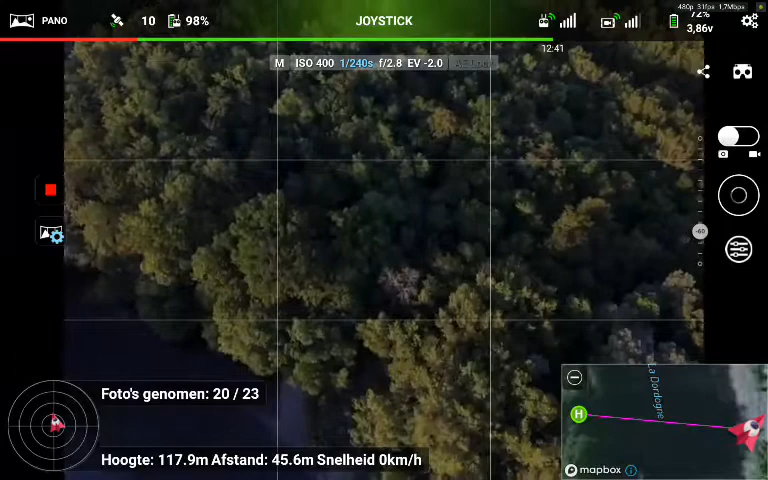 480p 31fps 1,7Mbps
PANO
10
98%
JOYSTICK
72%
3,86v
12:41
M ISO 400 1/240s f/2.8 EV -2.0
0
-60
0
La Dordogne
H
Foto's genomen: 20 / 23
Hoogte: 117.9m Afstand: 45.6m Snelheid 0km/h
mapbox